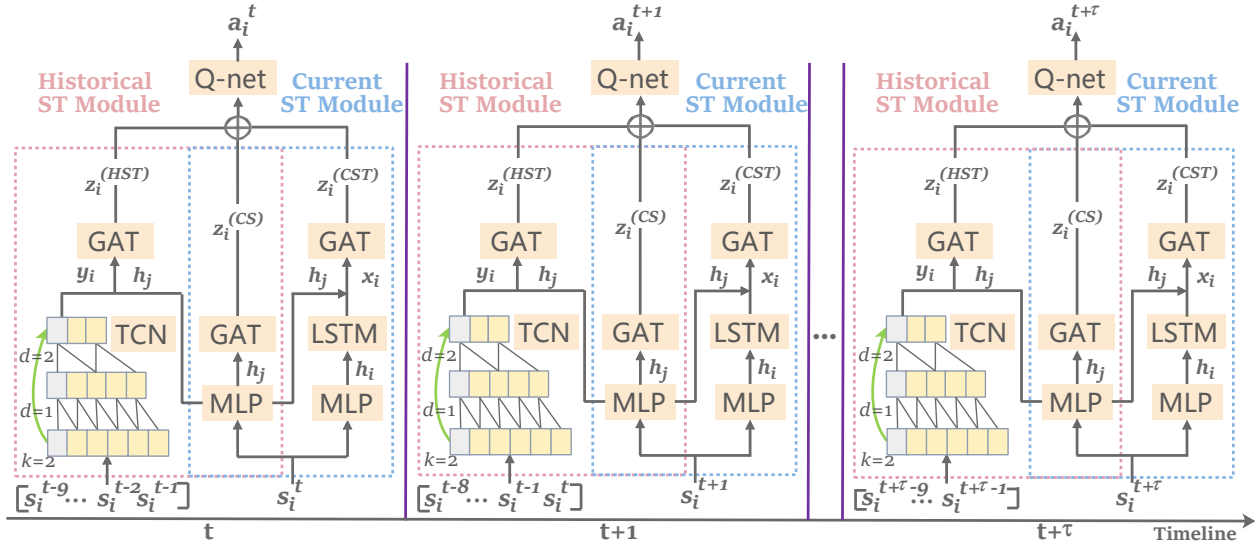 a_i^t
Q-net
Historical ST Module
Current ST Module
z_i^(HST)
z_i^(CS)
z_i^(CST)
GAT
GAT
y_i h_j
h_j x_i
TCN
GAT
LSTM
d=2
h_j
h_i
d=1
MLP
MLP
k=2
[s_i^t-9 ... s_i^t-2 s_i^t-1]
s_i^t
t
a_i^t+1
Q-net
Historical ST Module
Current ST Module
z_i^(HST)
z_i^(CS)
z_i^(CST)
GAT
GAT
y_i h_j
h_j x_i
TCN
GAT
LSTM
d=2
h_j
h_i
d=1
MLP
MLP
k=2
[s_i^t-8 ... s_i^t-1 s_i^t]
s_i^t+1
t+1
...
a_i^t+τ
Q-net
Historical ST Module
Current ST Module
z_i^(HST)
z_i^(CS)
z_i^(CST)
GAT
GAT
y_i h_j
h_j x_i
TCN
GAT
LSTM
d=2
h_j
h_i
d=1
MLP
MLP
k=2
[s_i^t+τ-9 ... s_i^t+τ-1]
s_i^t+τ
t+τ
Timeline